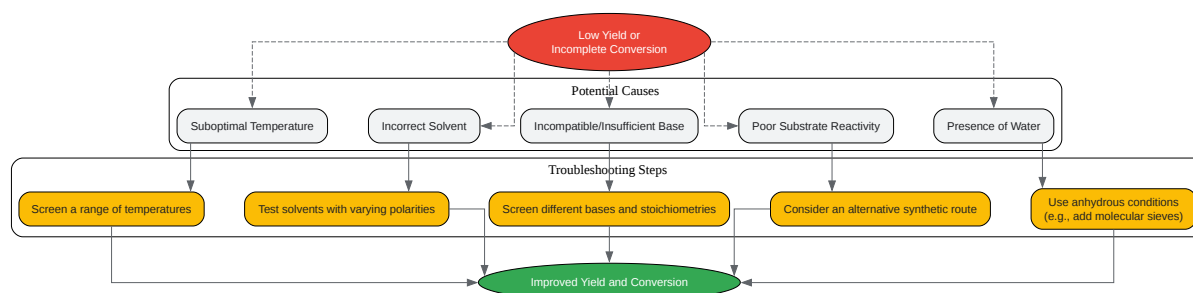 Low Yield or
Incomplete Conversion
Potential Causes
Suboptimal Temperature
Incorrect Solvent
Incompatible/Insufficient Base
Poor Substrate Reactivity
Presence of Water
Troubleshooting Steps
Screen a range of temperatures
Test solvents with varying polarities
Screen different bases and stoichiometries
Consider an alternative synthetic route
Use anhydrous conditions
(e.g., add molecular sieves)
Improved Yield and Conversion